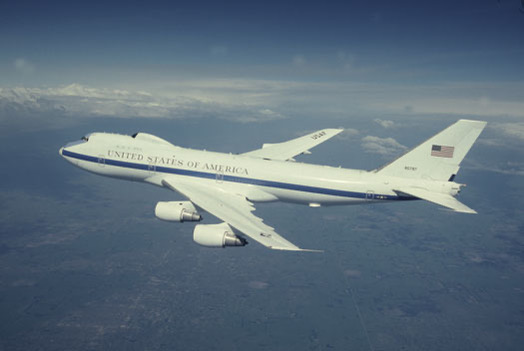 UNITED STATES OF AMERICA
USAF